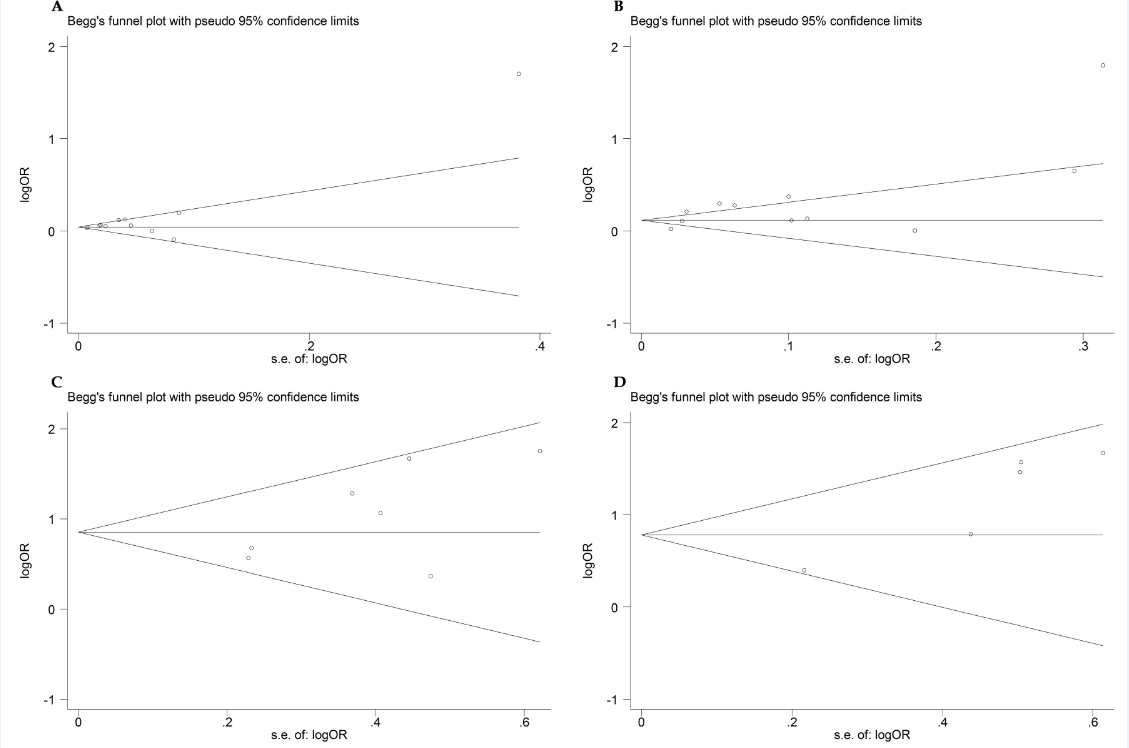 A
Begg's funnel plot with pseudo 95% confidence limits
2
1
0
-1
logOR
0
.2
.4
s.e. of: logOR
B
Begg's funnel plot with pseudo 95% confidence limits
2
1
0
-1
logOR
0
.1
.2
.3
s.e. of: logOR
C
Begg's funnel plot with pseudo 95% confidence limits
2
1
0
-1
logOR
0
.2
.4
.6
s.e. of: logOR
D
Begg's funnel plot with pseudo 95% confidence limits
2
1
0
-1
logOR
0
.2
.4
.6
s.e. of: logOR